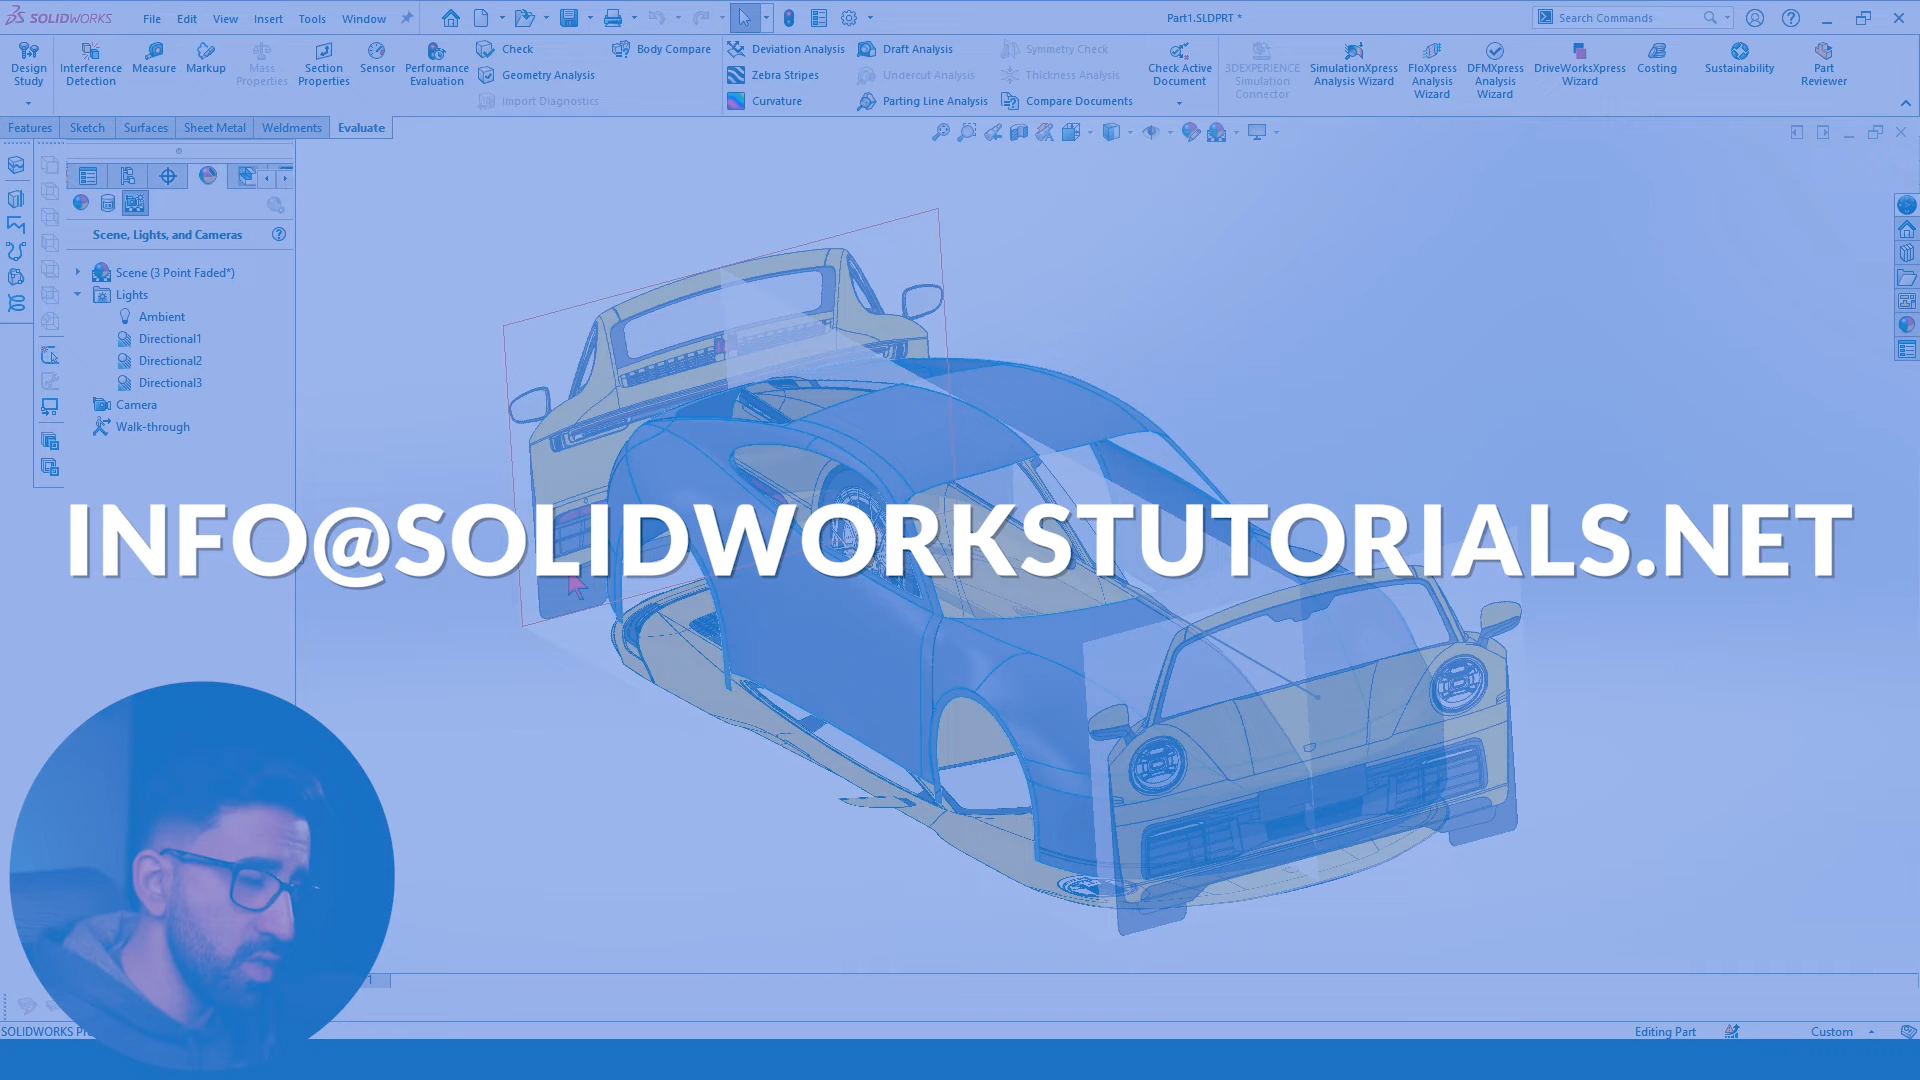 SOLIDWORKS File Edit View Insert Tools Window Part1.SLDPRT * Search Commands
Design Study Interference Detection Measure Markup Mass Properties Section Properties Sensor Performance Evaluation
Check Body Compare
Geometry Analysis
Import Diagnostics
Deviation Analysis Draft Analysis Symmetry Check
Zebra Stripes Undercut Analysis Thickness Analysis
Curvature Parting Line Analysis Compare Documents
Check Active Document 3DEXPERIENCE Simulation Connector SimulationXpress Analysis Wizard FloXpress Analysis Wizard DFMXpress Analysis Wizard DriveWorksXpress Wizard Costing Sustainability Part Reviewer
Features Sketch Surfaces Sheet Metal Weldments Evaluate
Scene, Lights, and Cameras
Scene (3 Point Faded*)
Lights
Ambient
Directional1
Directional2
Directional3
Camera
Walk-through
INFO@SOLIDWORKSTUTORIALS.NET
1
SOLIDWORKS Editing Part Custom